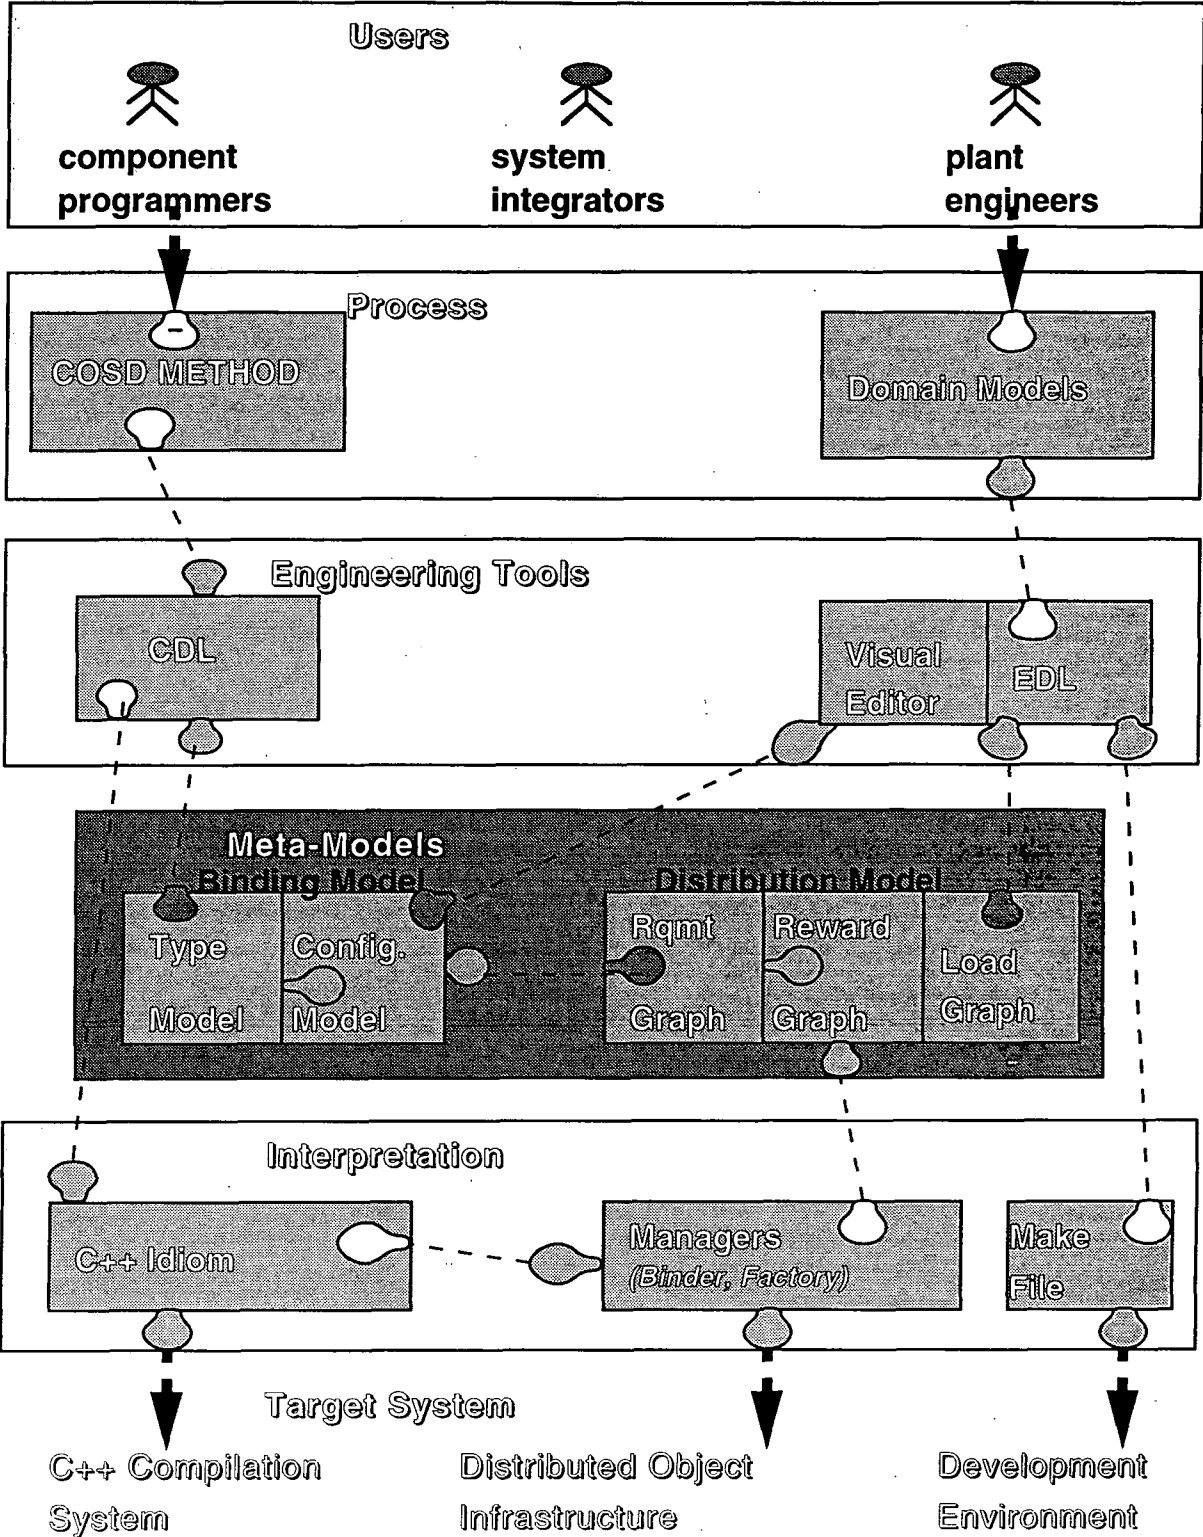 Users
component
programmers
system
integrators
plant
engineers
Process
COSD METHOD
Domain Models
Engineering Tools
CDL
Visual
Editor
EDL
Meta-Models
Binding Model
Distribution Model
Type
Model
Config.
Model
Rqmt
Graph
Reward
Graph
Load
Graph
Interpretation
C++ Idiom
Managers
(Binder, Factory)
Make
File
Target System
C++ Compilation
System
Distributed Object
Infrastructure
Development
Environment